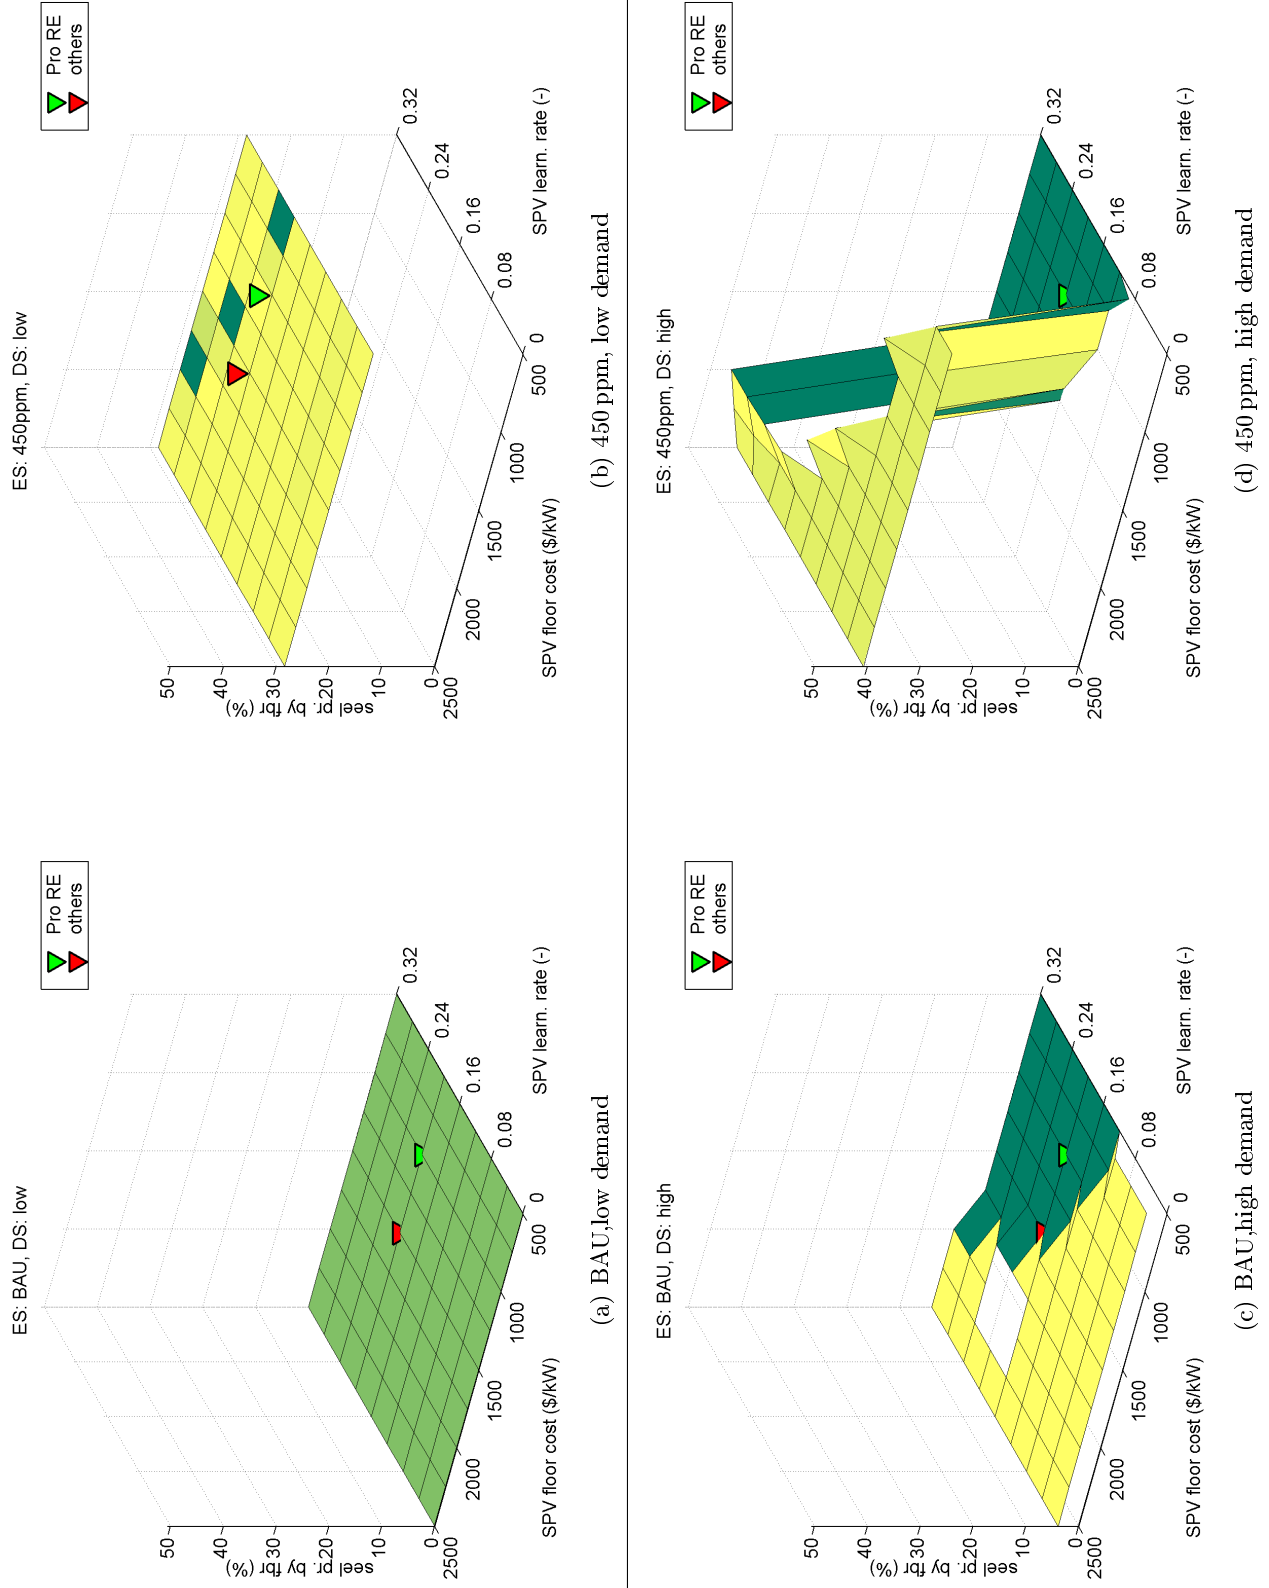 ES: BAU, DS: low
Pro RE
others
50
40
30
20
10
0
seel pr. by fbr (%)
2500
2000
1500
1000
500
SPV floor cost ($/kW)
0
0.08
0.16
0.24
0.32
SPV learn. rate (-)
(a) BAU,low demand
ES: 450ppm, DS: low
Pro RE
others
50
40
30
20
10
0
seel pr. by fbr (%)
2500
2000
1500
1000
500
SPV floor cost ($/kW)
0
0.08
0.16
0.24
0.32
SPV learn. rate (-)
(b) 450 ppm, low demand
ES: BAU, DS: high
Pro RE
others
50
40
30
20
10
0
seel pr. by fbr (%)
2500
2000
1500
1000
500
SPV floor cost ($/kW)
0
0.08
0.16
0.24
0.32
SPV learn. rate (-)
(c) BAU,high demand
ES: 450ppm, DS: high
Pro RE
others
50
40
30
20
10
0
seel pr. by fbr (%)
2500
2000
1500
1000
500
SPV floor cost ($/kW)
0
0.08
0.16
0.24
0.32
SPV learn. rate (-)
(d) 450 ppm, high demand